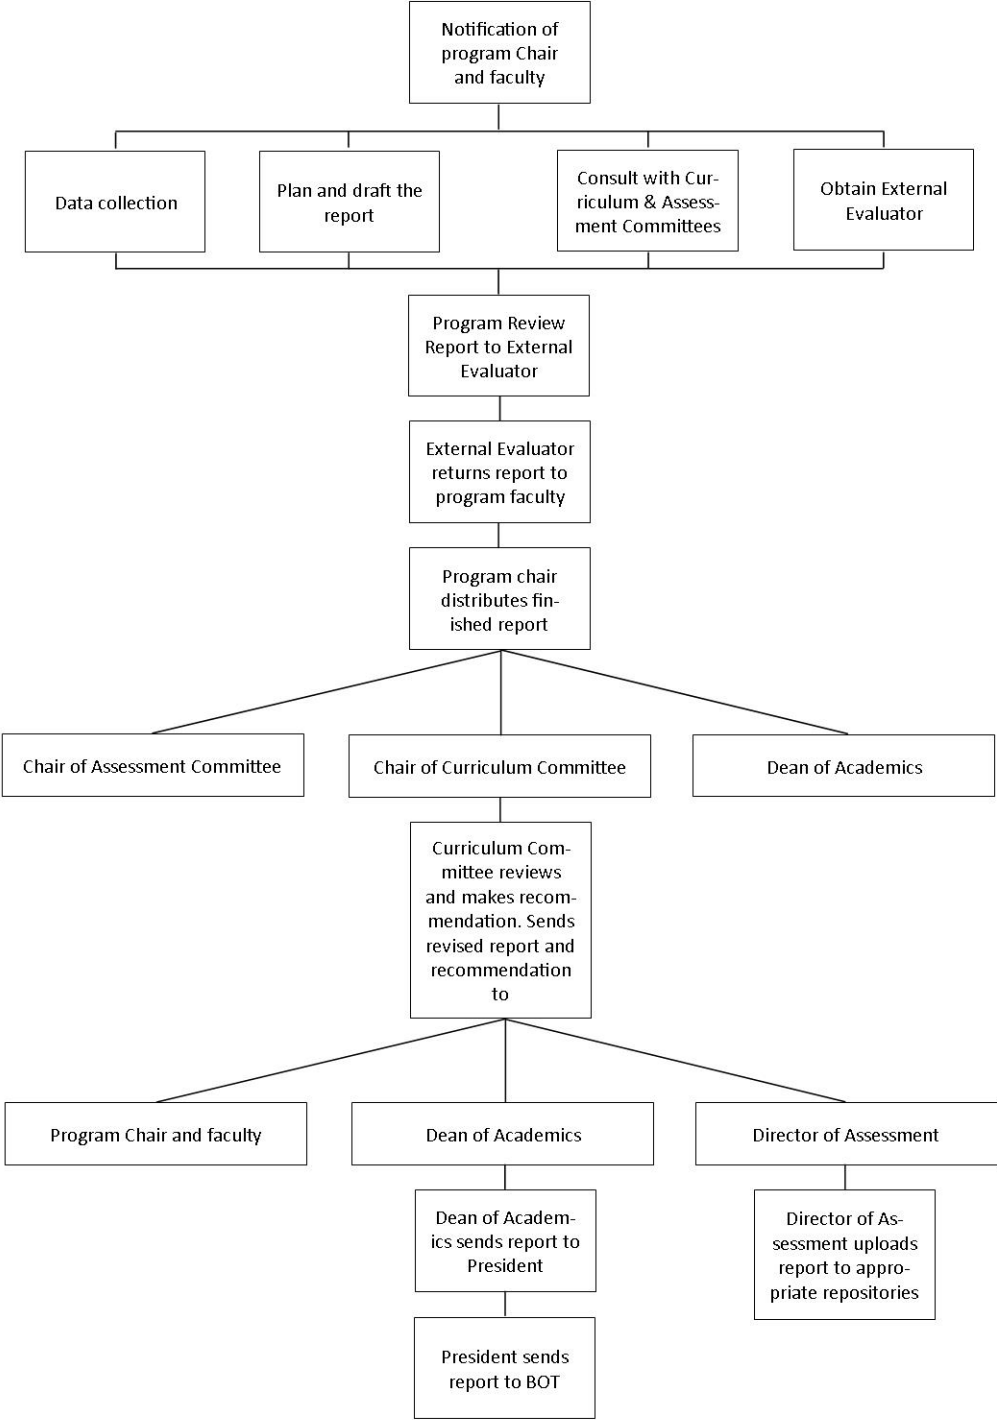 Notification of
program Chair
and faculty
Data collection
Plan and draft the
report
Consult with Cur-
riculum & Assess-
ment Committees
Obtain External
Evaluator
Program Review
Report to External
Evaluator
External Evaluator
returns report to
program faculty
Program chair
distributes fin-
ished report
Chair of Assessment Committee
Chair of Curriculum Committee
Dean of Academics
Curriculum Com-
mittee reviews
and makes recom-
mendation. Sends
revised report and
recommendation
to
Program Chair and faculty
Dean of Academics
Director of Assessment
Dean of Academ-
ics sends report to
President
Director of As-
sessment uploads
report to appro-
priate repositories
President sends
report to BOT